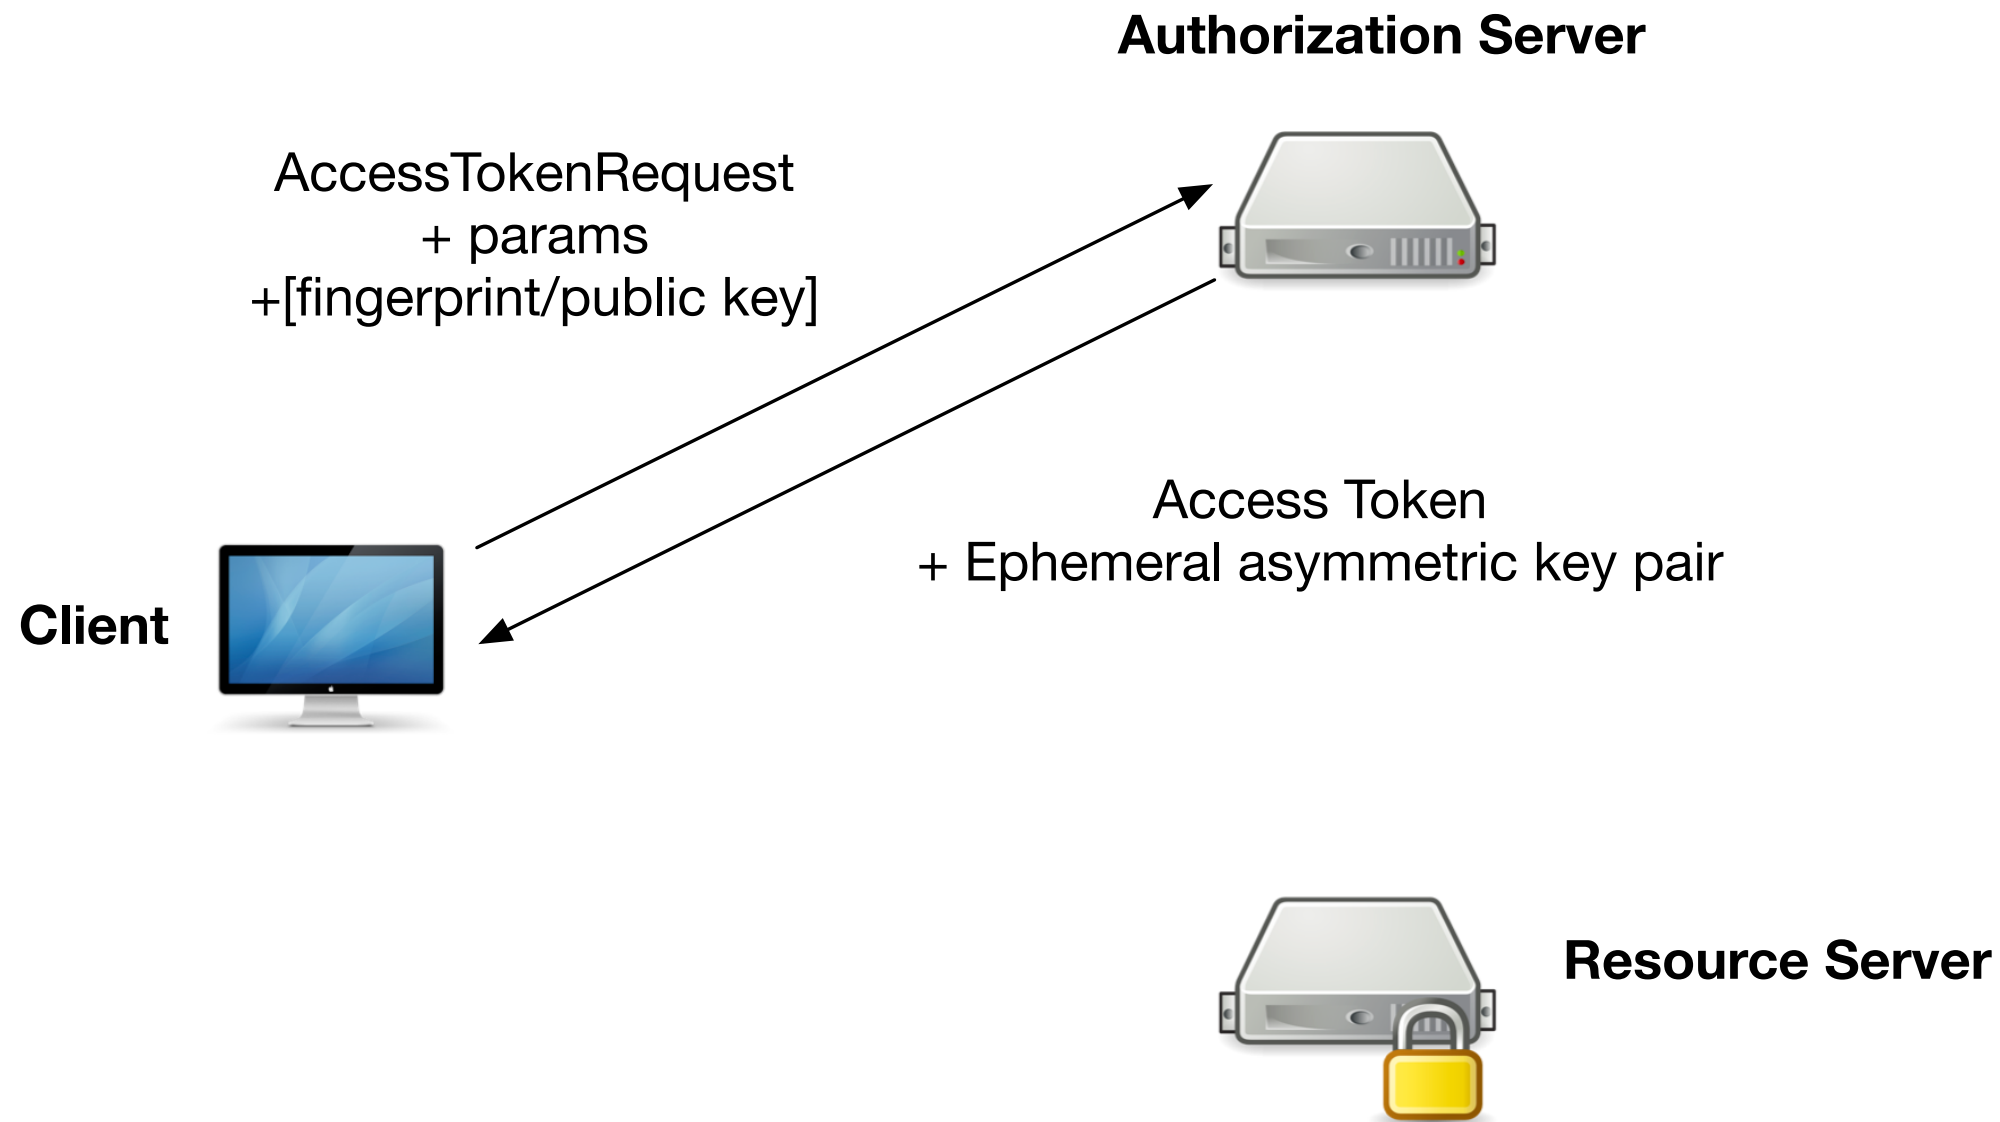 Authorization Server
AccessTokenRequest
+ params
+[fingerprint/public key]
Access Token
+ Ephemeral asymmetric key pair
Client
Resource Server